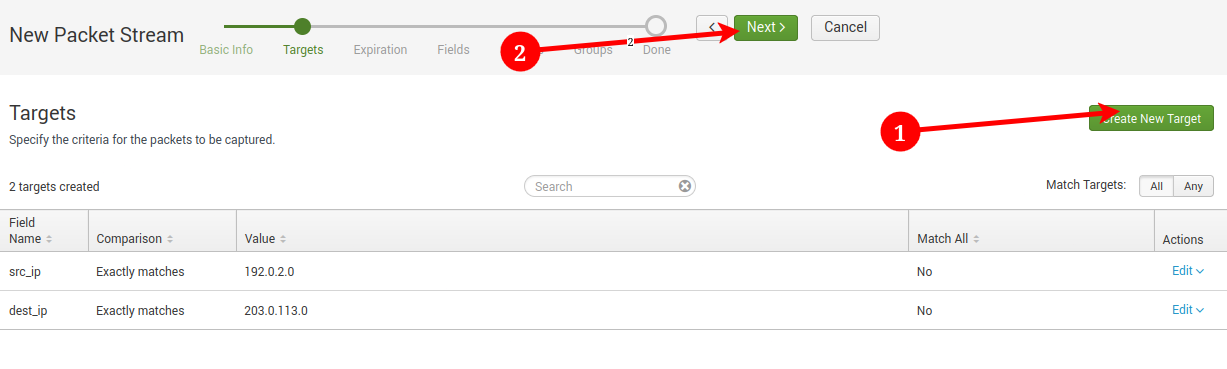 New Packet Stream
Basic Info
Targets
Expiration
Fields
Groups
Done
Next
Cancel
2
2
Targets
Specify the criteria for the packets to be captured.
Create New Target
1
2 targets created
Search
Match Targets: All Any
Field Name Comparison Value Match All Actions
src_ip Exactly matches 192.0.2.0 No Edit
dest_ip Exactly matches 203.0.113.0 No Edit